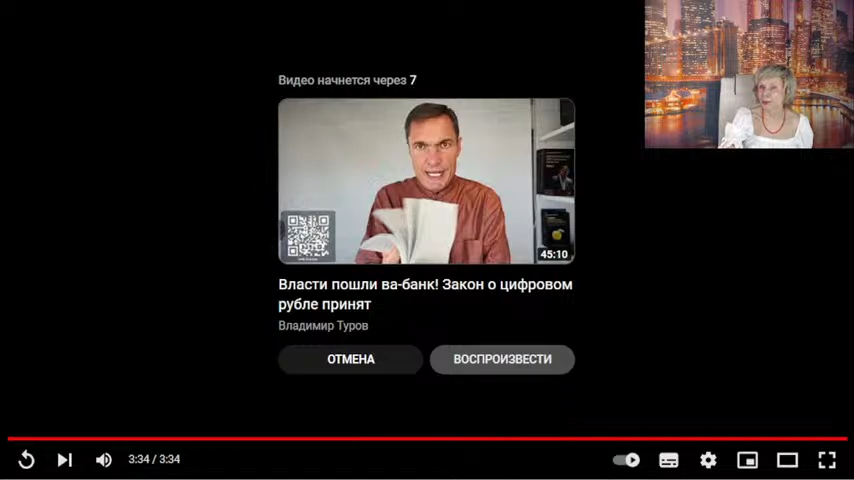 Видео начнется через 7
45:10
Власти пошли ва-банк! Закон о цифровом
рубле принят
Владимир Туров
ОТМЕНА
ВОСПРОИЗВЕСТИ
3:34 / 3:34